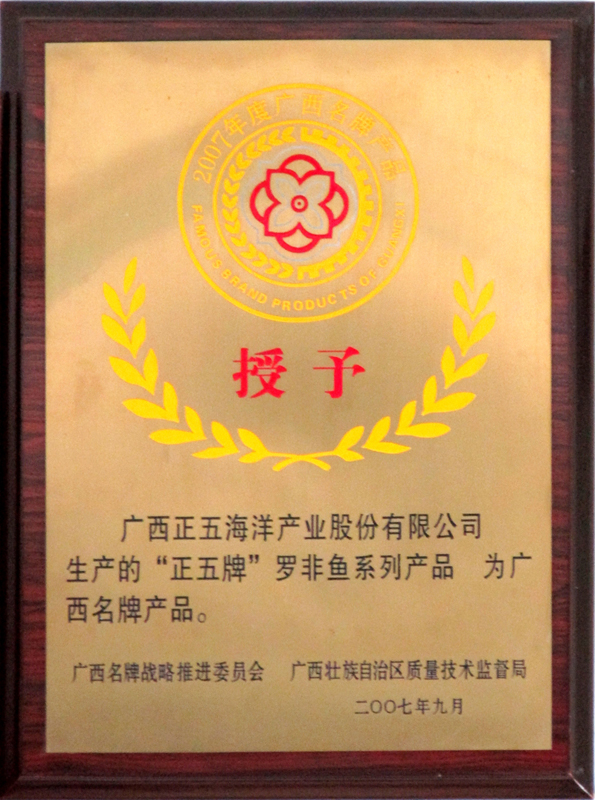 2007年度广西名牌产品
FAMOUS BRAND PRODUCTS OF GUANGXI
授予
广西正五海洋产业股份有限公司
生产的“正五牌”罗非鱼系列产品 为广
西名牌产品。
广西名牌战略推进委员会 广西壮族自治区质量技术监督局
二〇〇七年九月